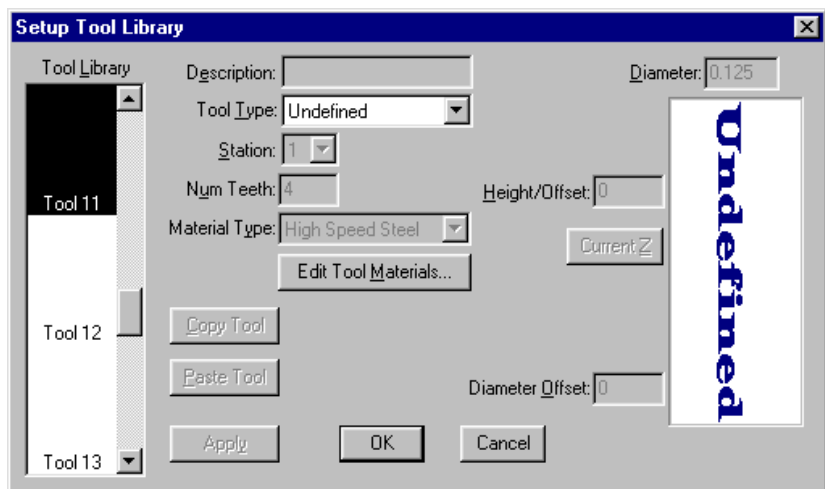 Setup Tool Library
Tool Library
Tool 11
Tool 12
Tool 13
Description:
Tool Type: Undefined
Station: 1
Num Teeth: 4
Material Type: High Speed Steel
Edit Tool Materials...
Copy Tool
Paste Tool
Apply
OK
Cancel
Diameter: 0.125
Height/Offset: 0
Current Z
Diameter Offset: 0
Undefined